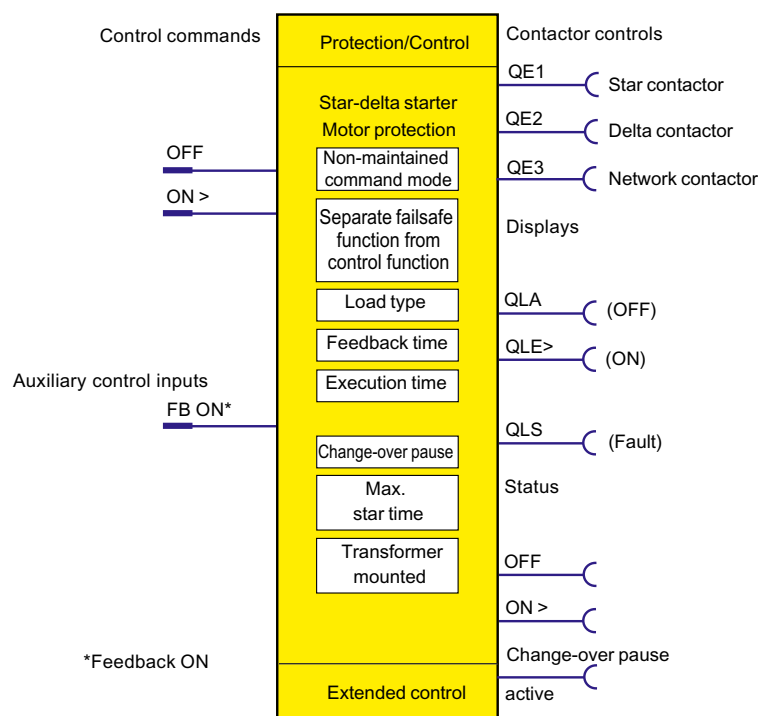 Control commands
Protection/Control
Contactor controls
QE1
Star contactor
Star-delta starter
Motor protection
QE2
Delta contactor
OFF
Non-maintained
command mode
QE3
Network contactor
ON >
Separate failsafe
function from
control function
Displays
Load type
QLA
(OFF)
Feedback time
QLE>
(ON)
Auxiliary control inputs
Execution time
FB ON*
QLS
(Fault)
Change-over pause
Max.
star time
Status
Transformer
mounted
OFF
ON >
*Feedback ON
Change-over pause
Extended control
active